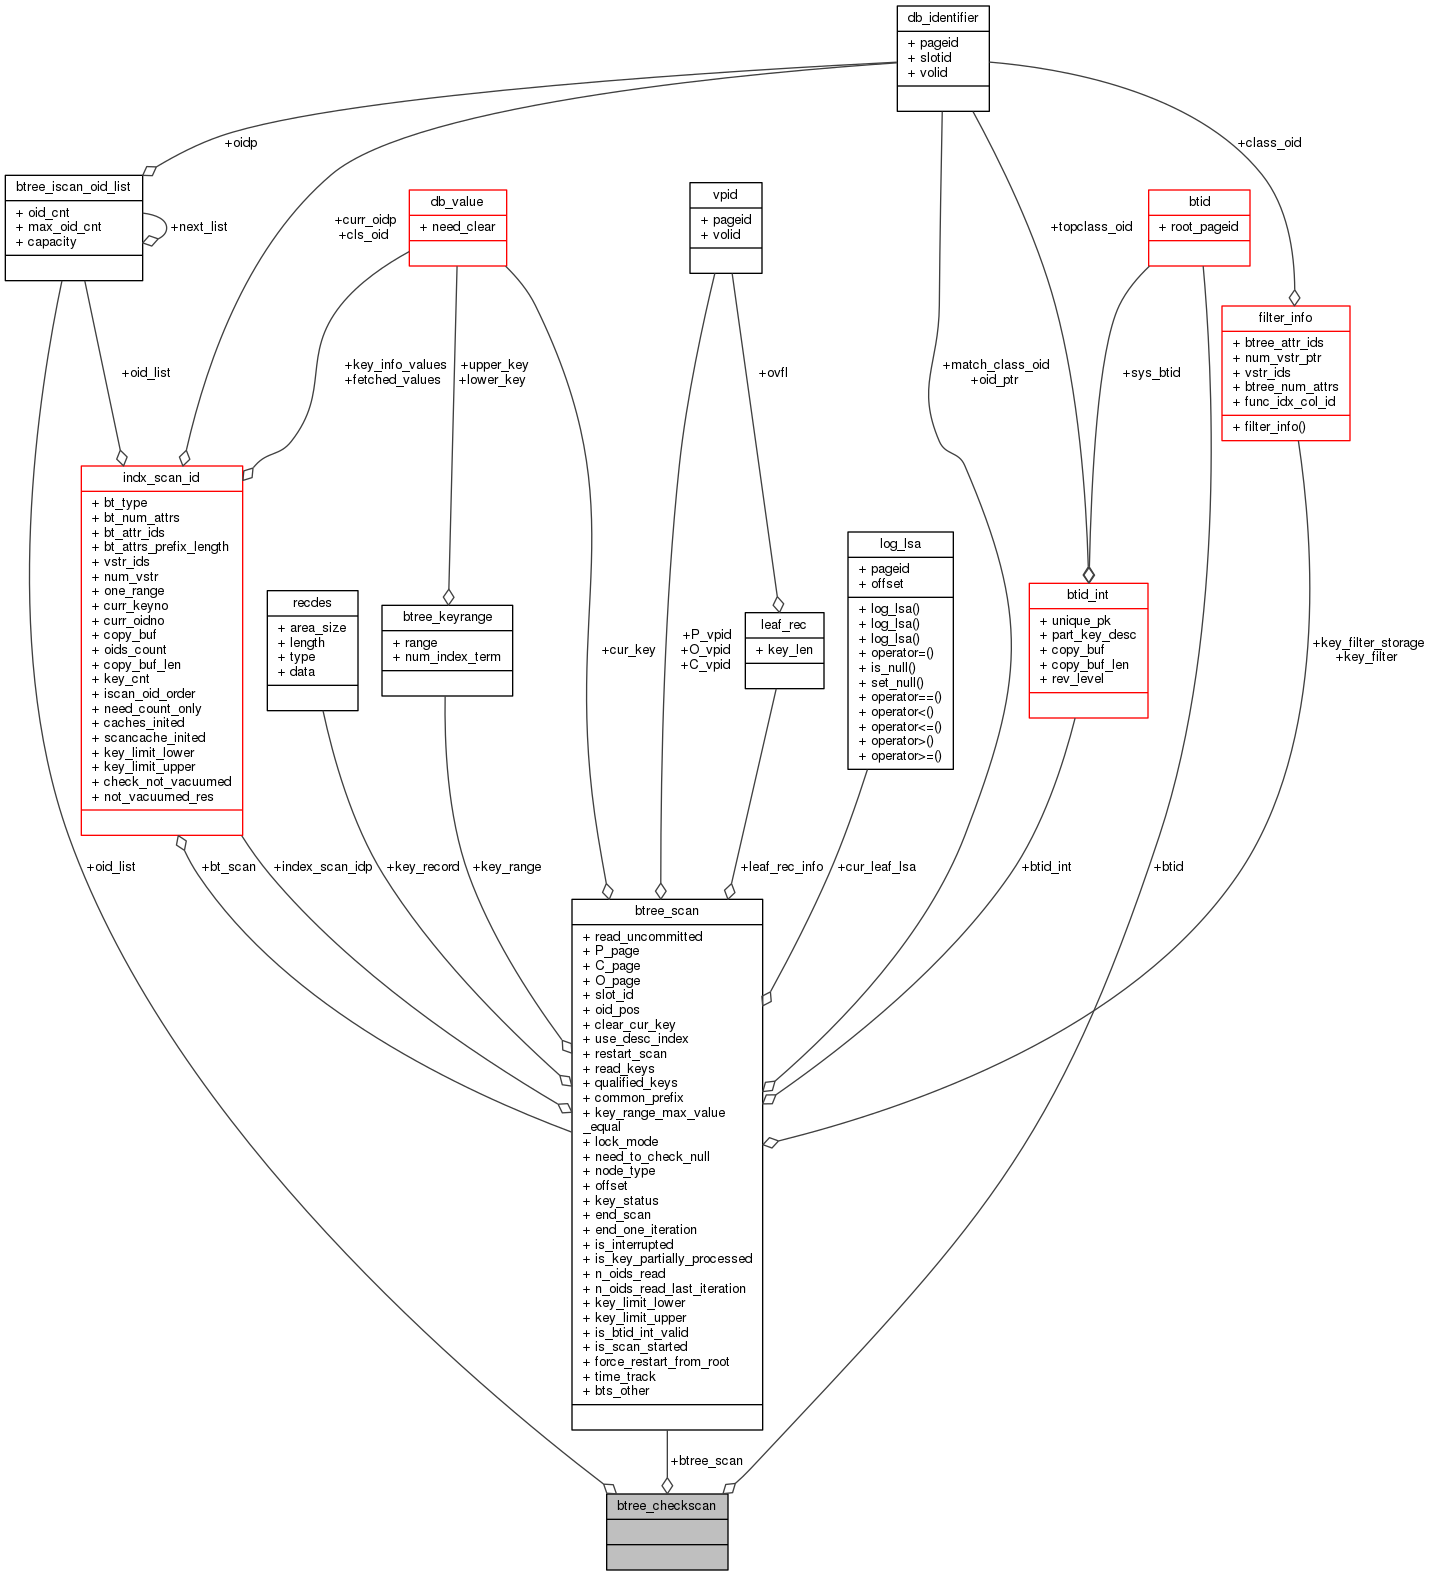 db_identifier
+ pageid
+ slotid
+ volid
+oidp
+class_oid
btree_iscan_oid_list
+ oid_cnt
+ max_oid_cnt
+ capacity
+next_list
+curr_oidp
+cls_oid
db_value
+ need_clear
vpid
+ pageid
+ volid
+topclass_oid
btid
+ root_pageid
filter_info
+ btree_attr_ids
+ num_vstr_ptr
+ vstr_ids
+ btree_num_attrs
+ func_idx_col_id
+ filter_info()
+oid_list
+key_info_values
+fetched_values
+upper_key
+lower_key
+ovfl
+match_class_oid
+oid_ptr
+sys_btid
indx_scan_id
+ bt_type
+ bt_num_attrs
+ bt_attr_ids
+ bt_attrs_prefix_length
+ vstr_ids
+ num_vstr
+ one_range
+ curr_keyno
+ curr_oidno
+ copy_buf
+ oids_count
+ copy_buf_len
+ key_cnt
+ iscan_oid_order
+ need_count_only
+ caches_inited
+ scancache_inited
+ key_limit_lower
+ key_limit_upper
+ check_not_vacuumed
+ not_vacuumed_res
recdes
+ area_size
+ length
+ type
+ data
btree_keyrange
+ range
+ num_index_term
+cur_key
+P_vpid
+O_vpid
+C_vpid
leaf_rec
+ key_len
log_lsa
+ pageid
+ offset
+ log_lsa()
+ log_lsa()
+ log_lsa()
+ operator=()
+ is_null()
+ set_null()
+ operator==()
+ operator<()
+ operator<=()
+ operator>()
+ operator>=()
btid_int
+ unique_pk
+ part_key_desc
+ copy_buf
+ copy_buf_len
+ rev_level
+key_filter_storage
+key_filter
+oid_list
+bt_scan
+index_scan_idp
+key_record
+key_range
+leaf_rec_info
+cur_leaf_lsa
+btid_int
+btid
btree_scan
+ read_uncommitted
+ P_page
+ C_page
+ O_page
+ slot_id
+ oid_pos
+ clear_cur_key
+ use_desc_index
+ restart_scan
+ read_keys
+ qualified_keys
+ common_prefix
+ key_range_max_value
_equal
+ lock_mode
+ need_to_check_null
+ node_type
+ offset
+ key_status
+ end_scan
+ end_one_iteration
+ is_interrupted
+ is_key_partially_processed
+ n_oids_read
+ n_oids_read_last_iteration
+ key_limit_lower
+ key_limit_upper
+ is_btid_int_valid
+ is_scan_started
+ force_restart_from_root
+ time_track
+ bts_other
+btree_scan
btree_checkscan